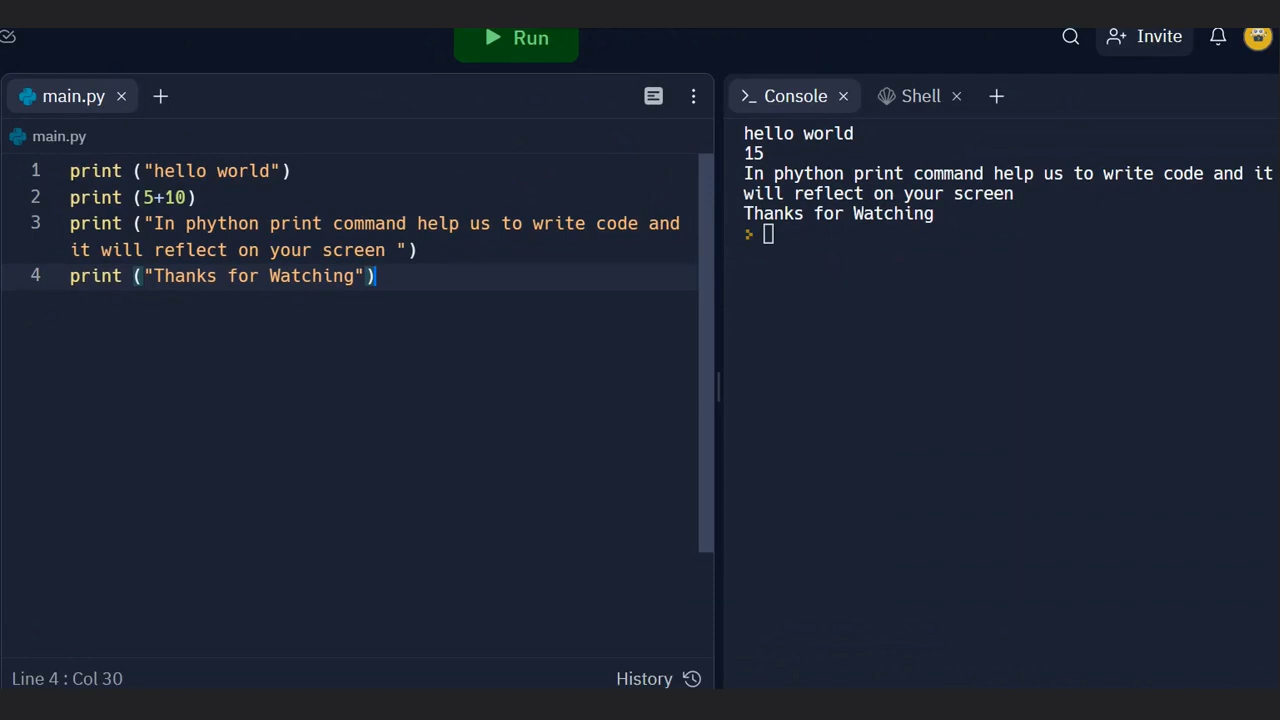 Run
Invite
main.py
Console
Shell
main.py
1 print ("hello world")
2 print (5+10)
3 print ("In phython print command help us to write code and
it will reflect on your screen ")
4 print ("Thanks for Watching")
Line 4 : Col 30
History
hello world
15
In phython print command help us to write code and it
will reflect on your screen
Thanks for Watching